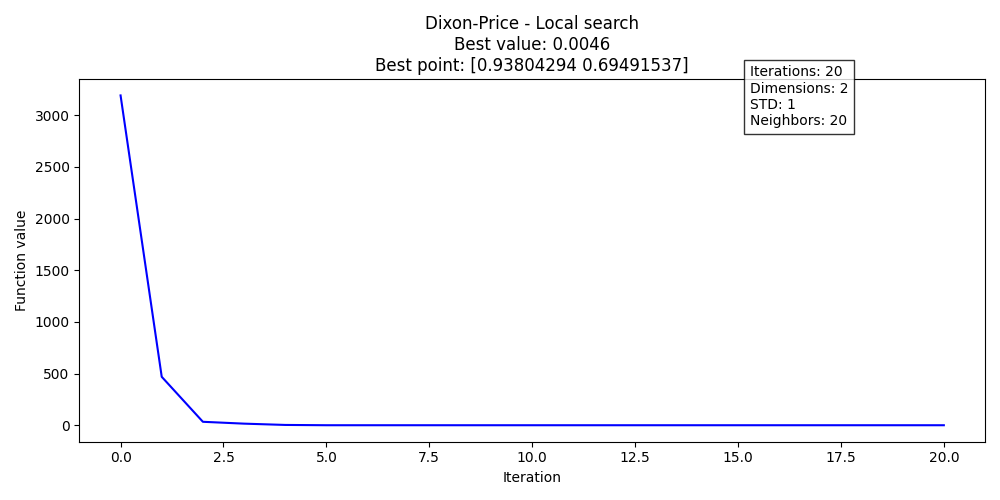 Dixon-Price - Local search
Best value: 0.0046
Best point: [0.93804294 0.69491537]
Iterations: 20
Dimensions: 2
STD: 1
Neighbors: 20
3000
2500
2000
1500
1000
500
0
Function value
0.0 2.5 5.0 7.5 10.0 12.5 15.0 17.5 20.0
Iteration